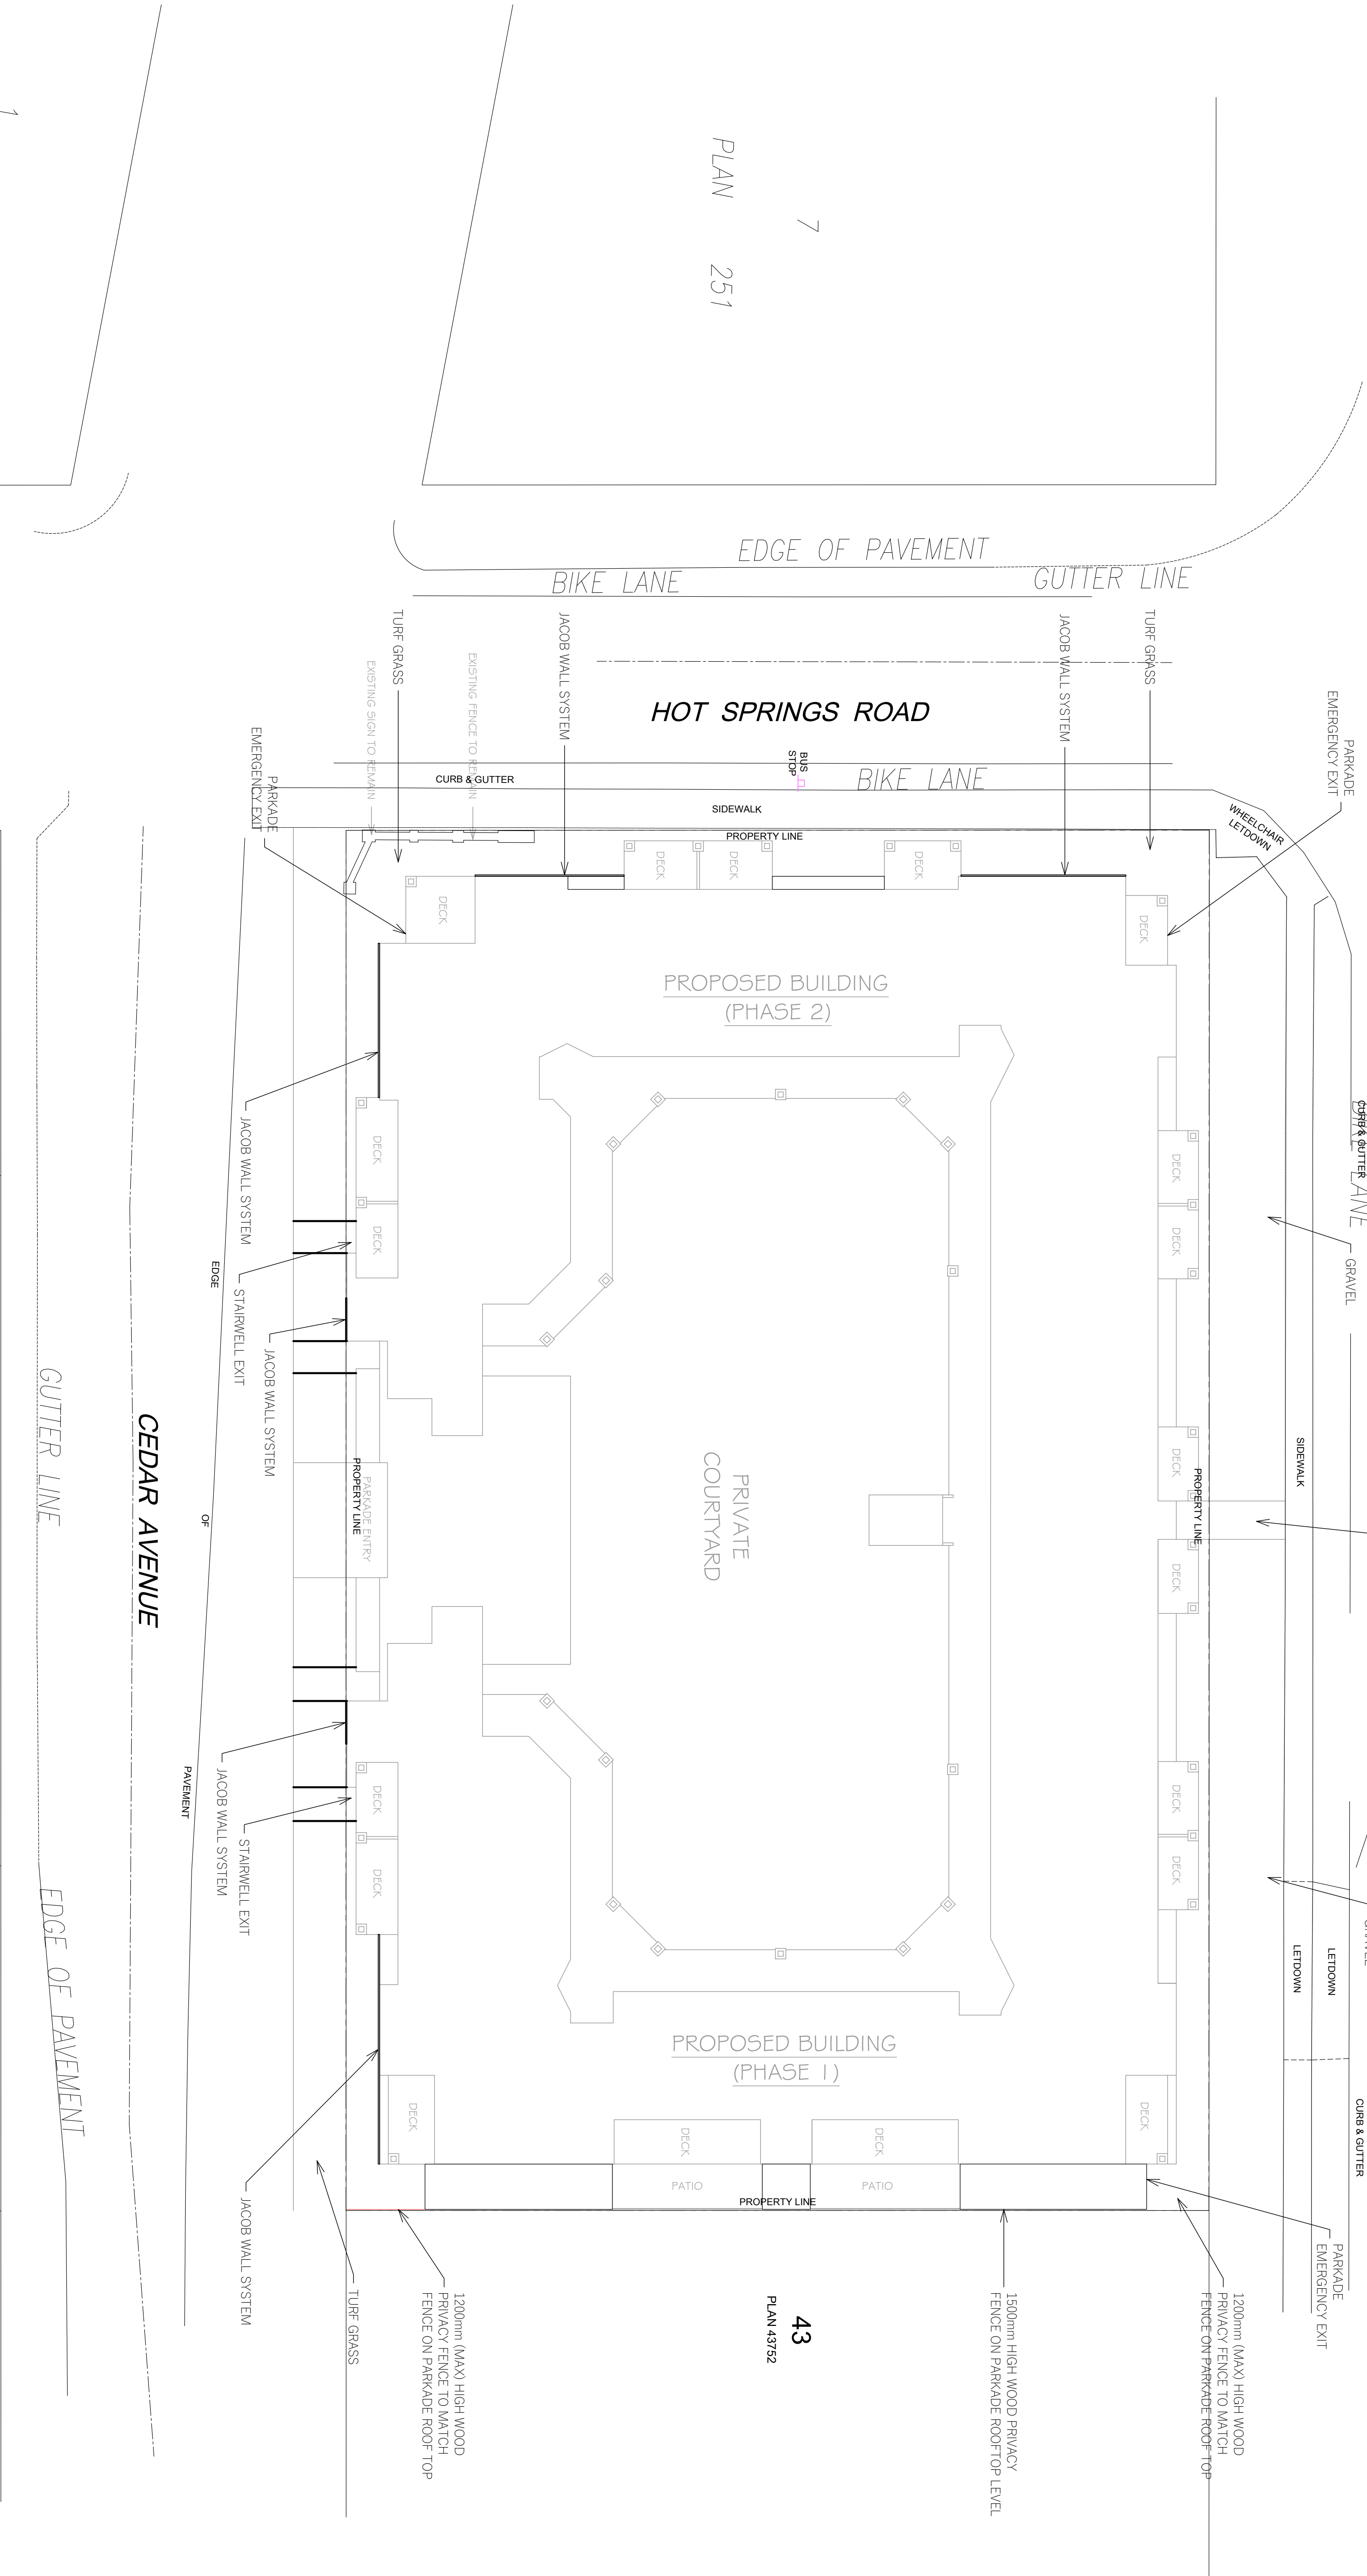 1
PLAN
7
251
EDGE OF PAVEMENT
BIKE LANE
GUTTER LINE
TURF GRASS
JACOB WALL SYSTEM
JACOB WALL SYSTEM
TURF GRASS
EXISTING SIGN TO REMAIN
EXISTING FENCE TO REMAIN
HOT SPRINGS ROAD
PARKADE
EMERGENCY EXIT
PARKADE
EMERGENCY EXIT
BUS
STOP
BIKE LANE
CURB & GUTTER
SIDEWALK
WHEELCHAIR
LETDOWN
PROPERTY LINE
DECK
DECK
DECK
DECK
DECK
PROPOSED BUILDING
(PHASE 2)
CURB & GUTTER
LANE
JACOB WALL SYSTEM
DECK
DECK
DECK
DECK
GRAVEL
EDGE
STAIRWELL EXIT
JACOB WALL SYSTEM
GUTTER LINE
CEDAR AVENUE
OF
PROPERTY LINE
PARKADE ENTRY
PRIVATE
COURTYARD
DECK
PROPERTY LINE
DECK
SIDEWALK
PAVEMENT
JACOB WALL SYSTEM
STAIRWELL EXIT
DECK
DECK
DECK
DECK
EDGE OF PAVEMENT
LETDOWN
LETDOWN
PROPOSED BUILDING
(PHASE 1)
CURB & GUTTER
DECK
DECK
DECK
DECK
PATIO
PATIO
PROPERTY LINE
JACOB WALL SYSTEM
TURF GRASS
1200mm (MAX) HIGH WOOD
PRIVACY FENCE TO MATCH
FENCE ON PARKADE ROOF TOP
43
PLAN 43752
1500mm HIGH WOOD PRIVACY
FENCE ON PARKADE ROOFTOP LEVEL
1200mm (MAX) HIGH WOOD
PRIVACY FENCE TO MATCH
FENCE ON PARKADE ROOF TOP
PARKADE
EMERGENCY EXIT